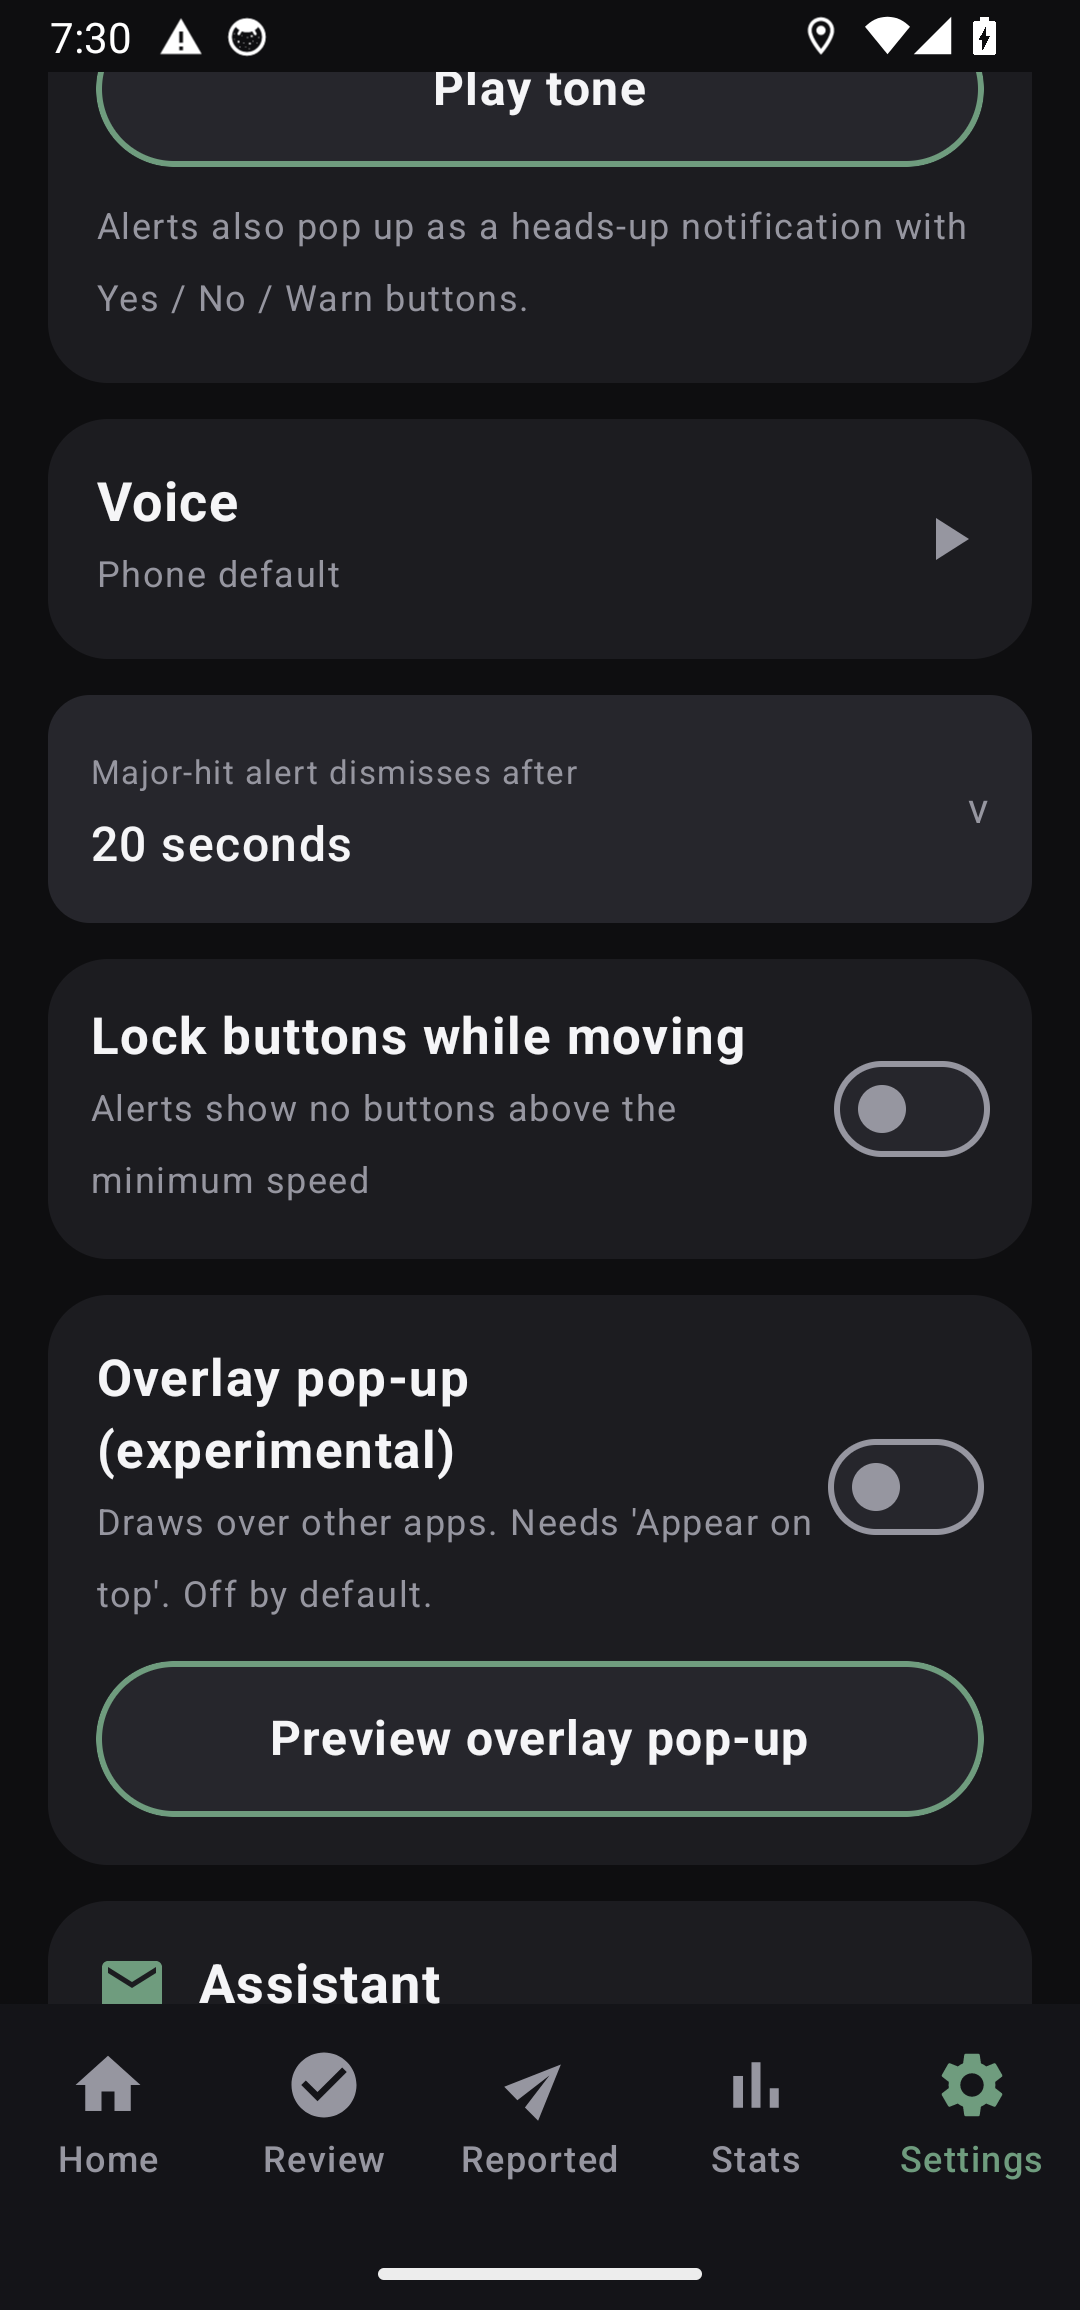 7:30
Play tone
Alerts also pop up as a heads-up notification with
Yes / No / Warn buttons.
Voice
Phone default
Major-hit alert dismisses after
20 seconds
v
Lock buttons while moving
Alerts show no buttons above the
minimum speed
Overlay pop-up
(experimental)
Draws over other apps. Needs 'Appear on
top'. Off by default.
Preview overlay pop-up
Assistant
Home
Review
Reported
Stats
Settings